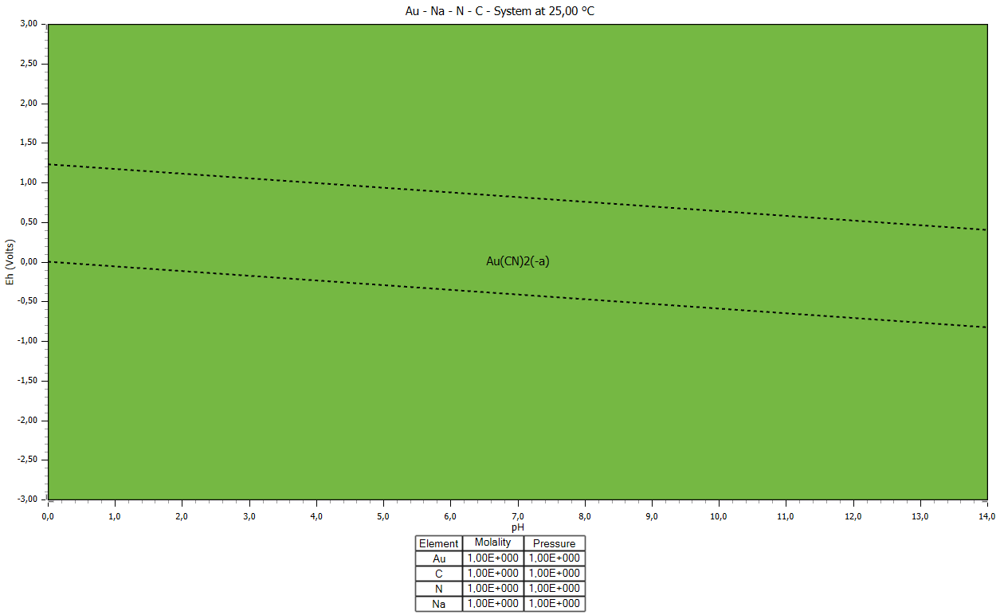 Au - Na - N - C - System at 25,00 ºC
Eh (Volts)
3,00
2,50
2,00
1,50
1,00
0,50
0,00
-0,50
-1,00
-1,50
-2,00
-2,50
-3,00
Au(CN)2(-a)
0,0 1,0 2,0 3,0 4,0 5,0 6,0 7,0 8,0 9,0 10,0 11,0 12,0 13,0 14,0
pH
Element Molality Pressure
Au 1,00E+000 1,00E+000
C 1,00E+000 1,00E+000
N 1,00E+000 1,00E+000
Na 1,00E+000 1,00E+000